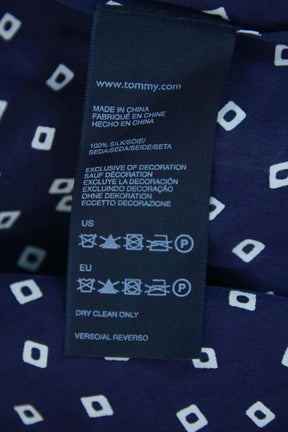 www.tommy.com
MADE IN CHINA
FABRIQUÉ EN CHINE
HECHO EN CHINA
100% SILK/SOIE/
SEDA/SEDA/SEIDE/SETA
EXCLUSIVE OF DECORATION
SAUF DÉCORATION
EXCLUYE LA DECORACIÓN
EXCLUINDO DECORAÇÃO
OHNE DEKORATION
ECCETTO DECORAZIONE
US
P
EU
P
DRY CLEAN ONLY
VERSO/AL REVERSO